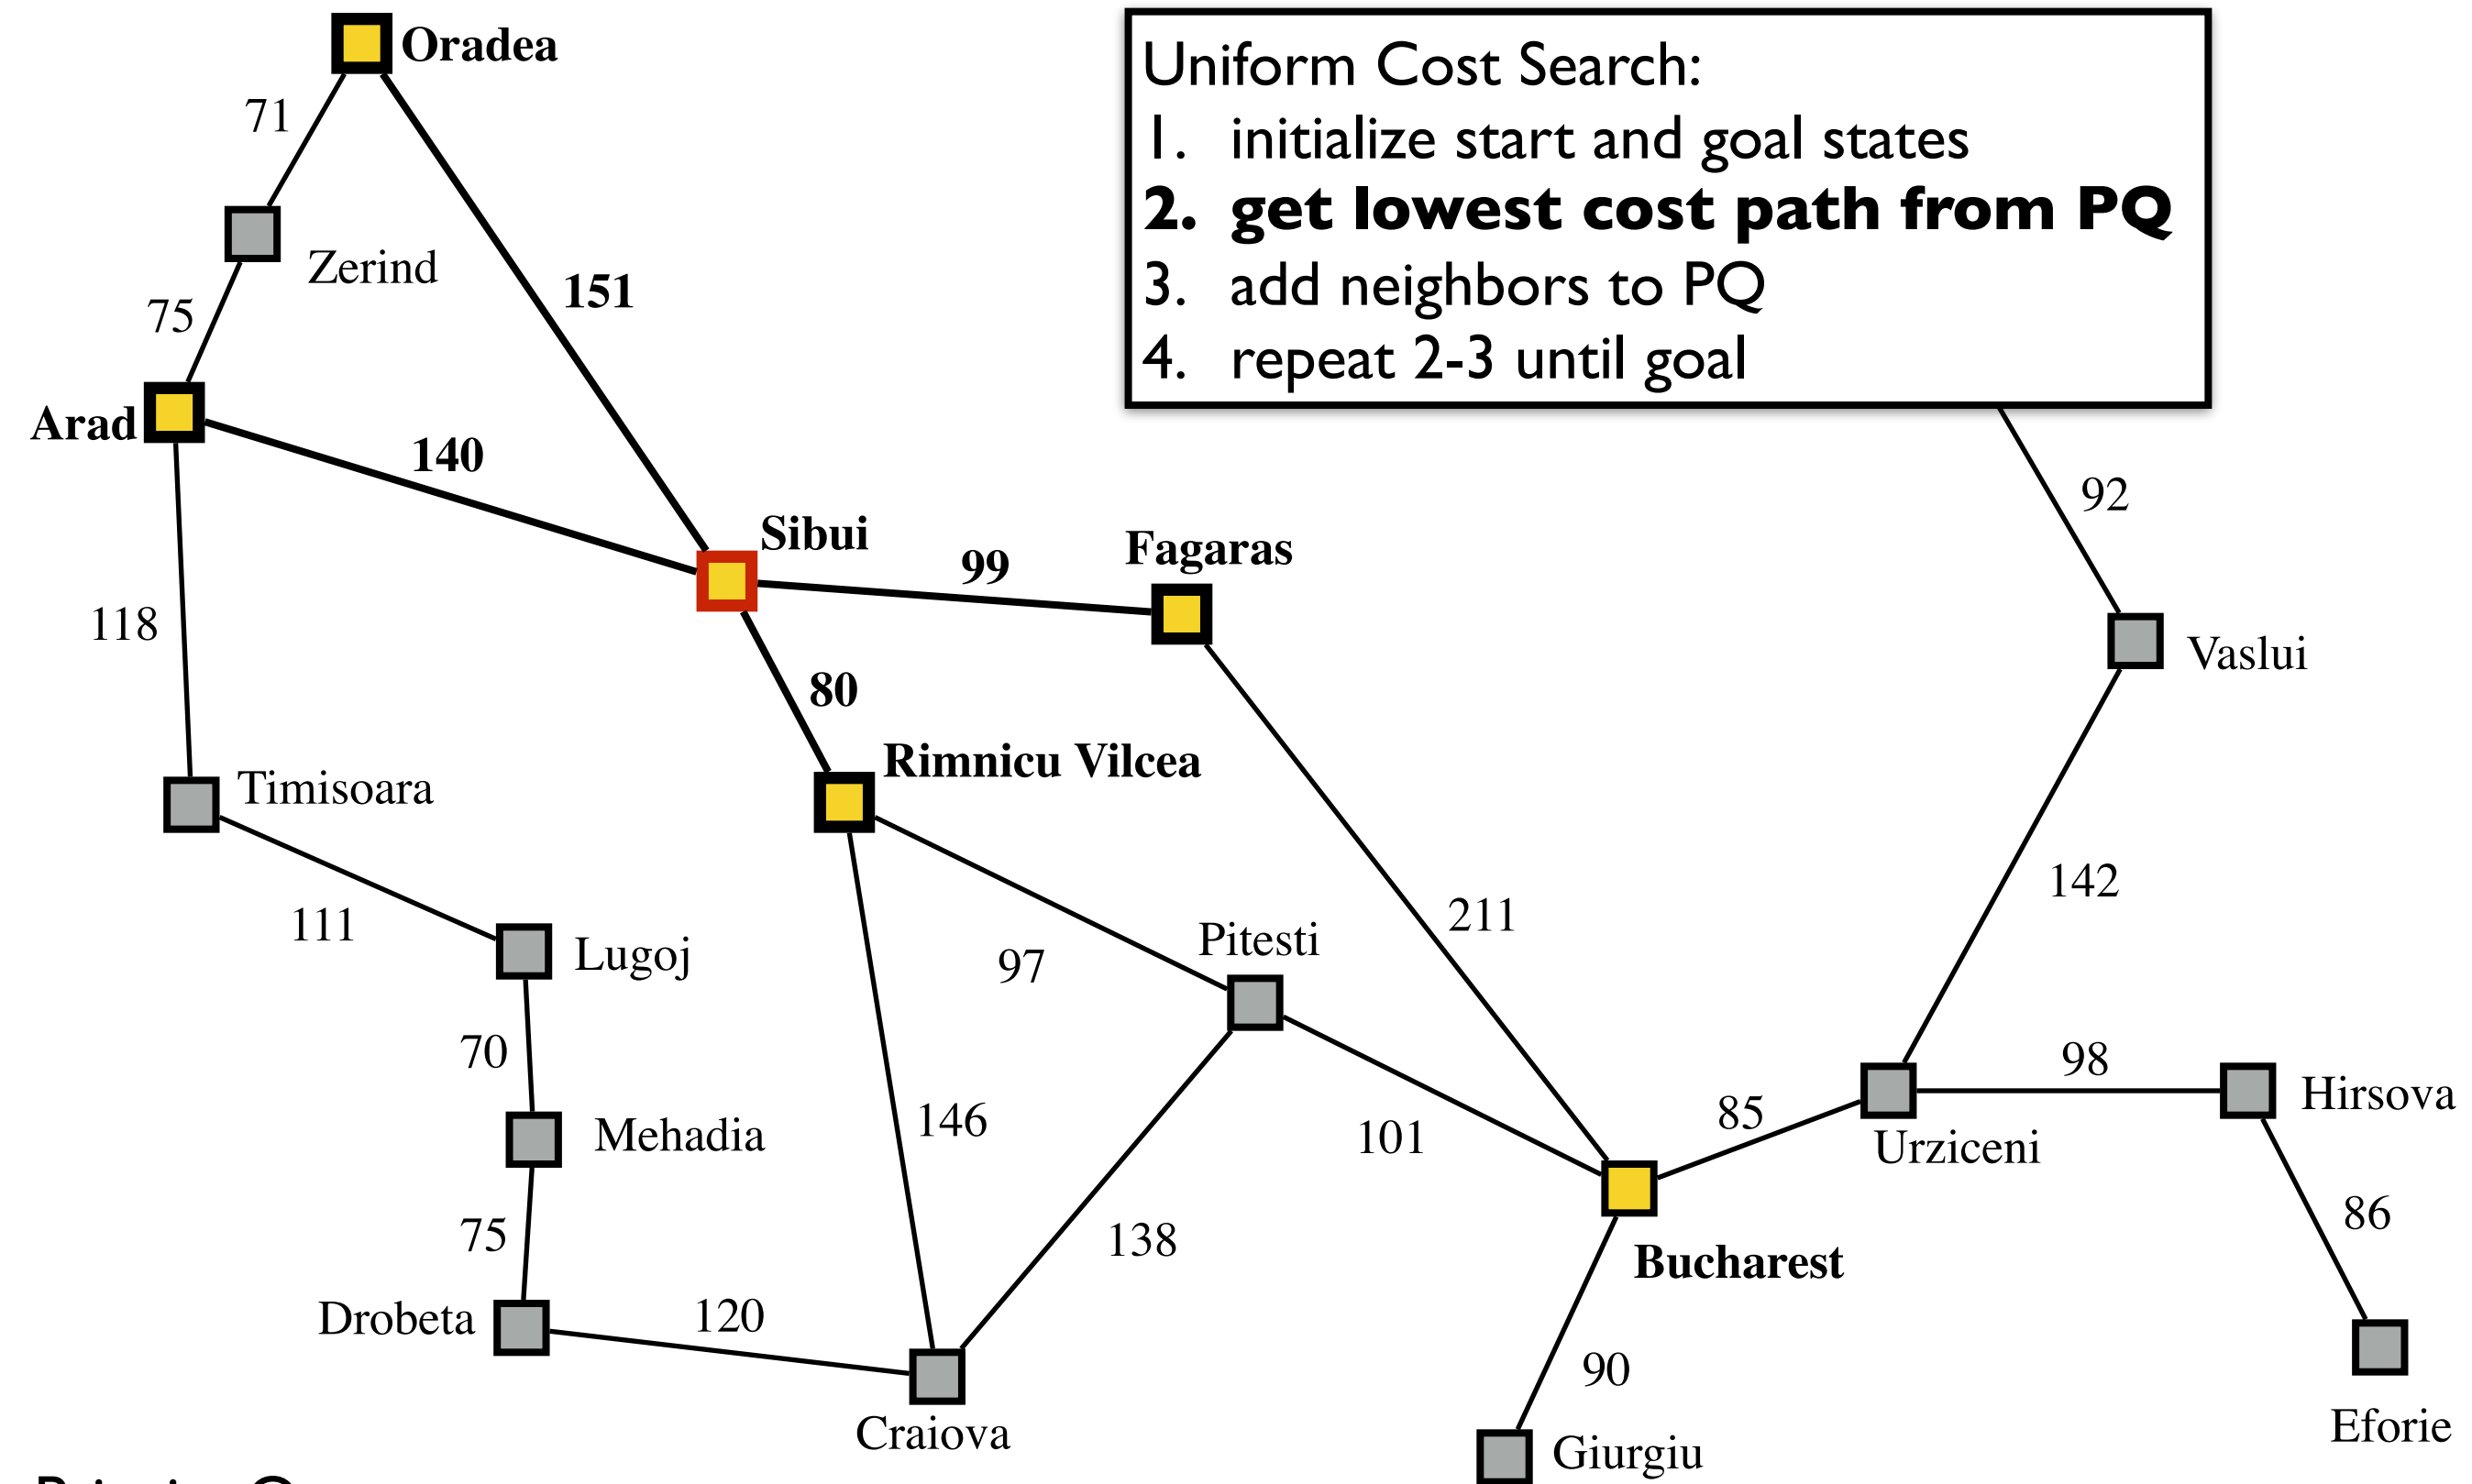 Oradea
Uniform Cost Search:
1. initialize start and goal states
2. get lowest cost path from PQ
3. add neighbors to PQ
4. repeat 2-3 until goal
71
Zerind
151
75
Arad
140
92
Sibui
Fagaras
99
118
Vaslui
80
Rimnicu Vilcea
Timisoara
142
211
111
Pitesti
Lugoj
97
70
98
Hirsova
85
Mehadia
146
101
Urziceni
86
75
138
Bucharest
Drobeta
120
90
Craiova
Eforie
Giurgiu